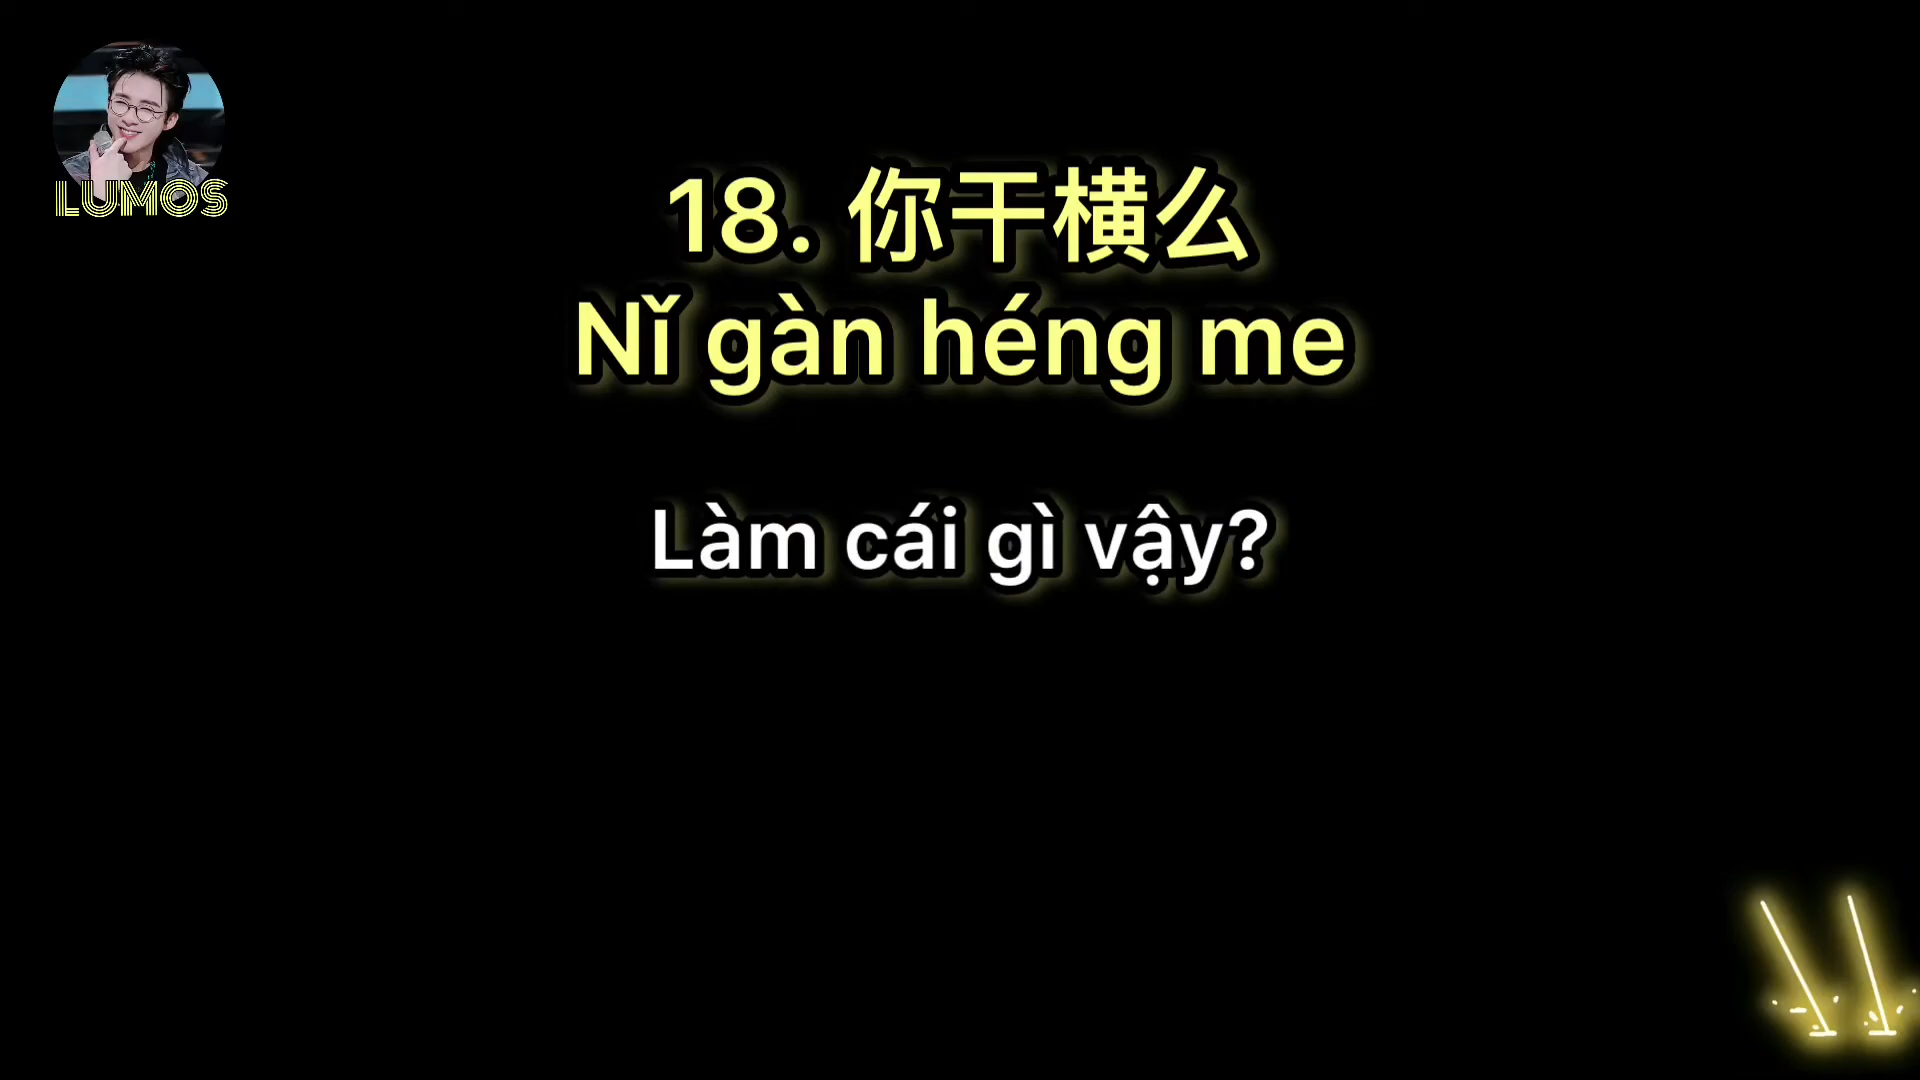 LUMOS
18. 你干横么
Nǐ gàn héng me
Làm cái gì vậy?